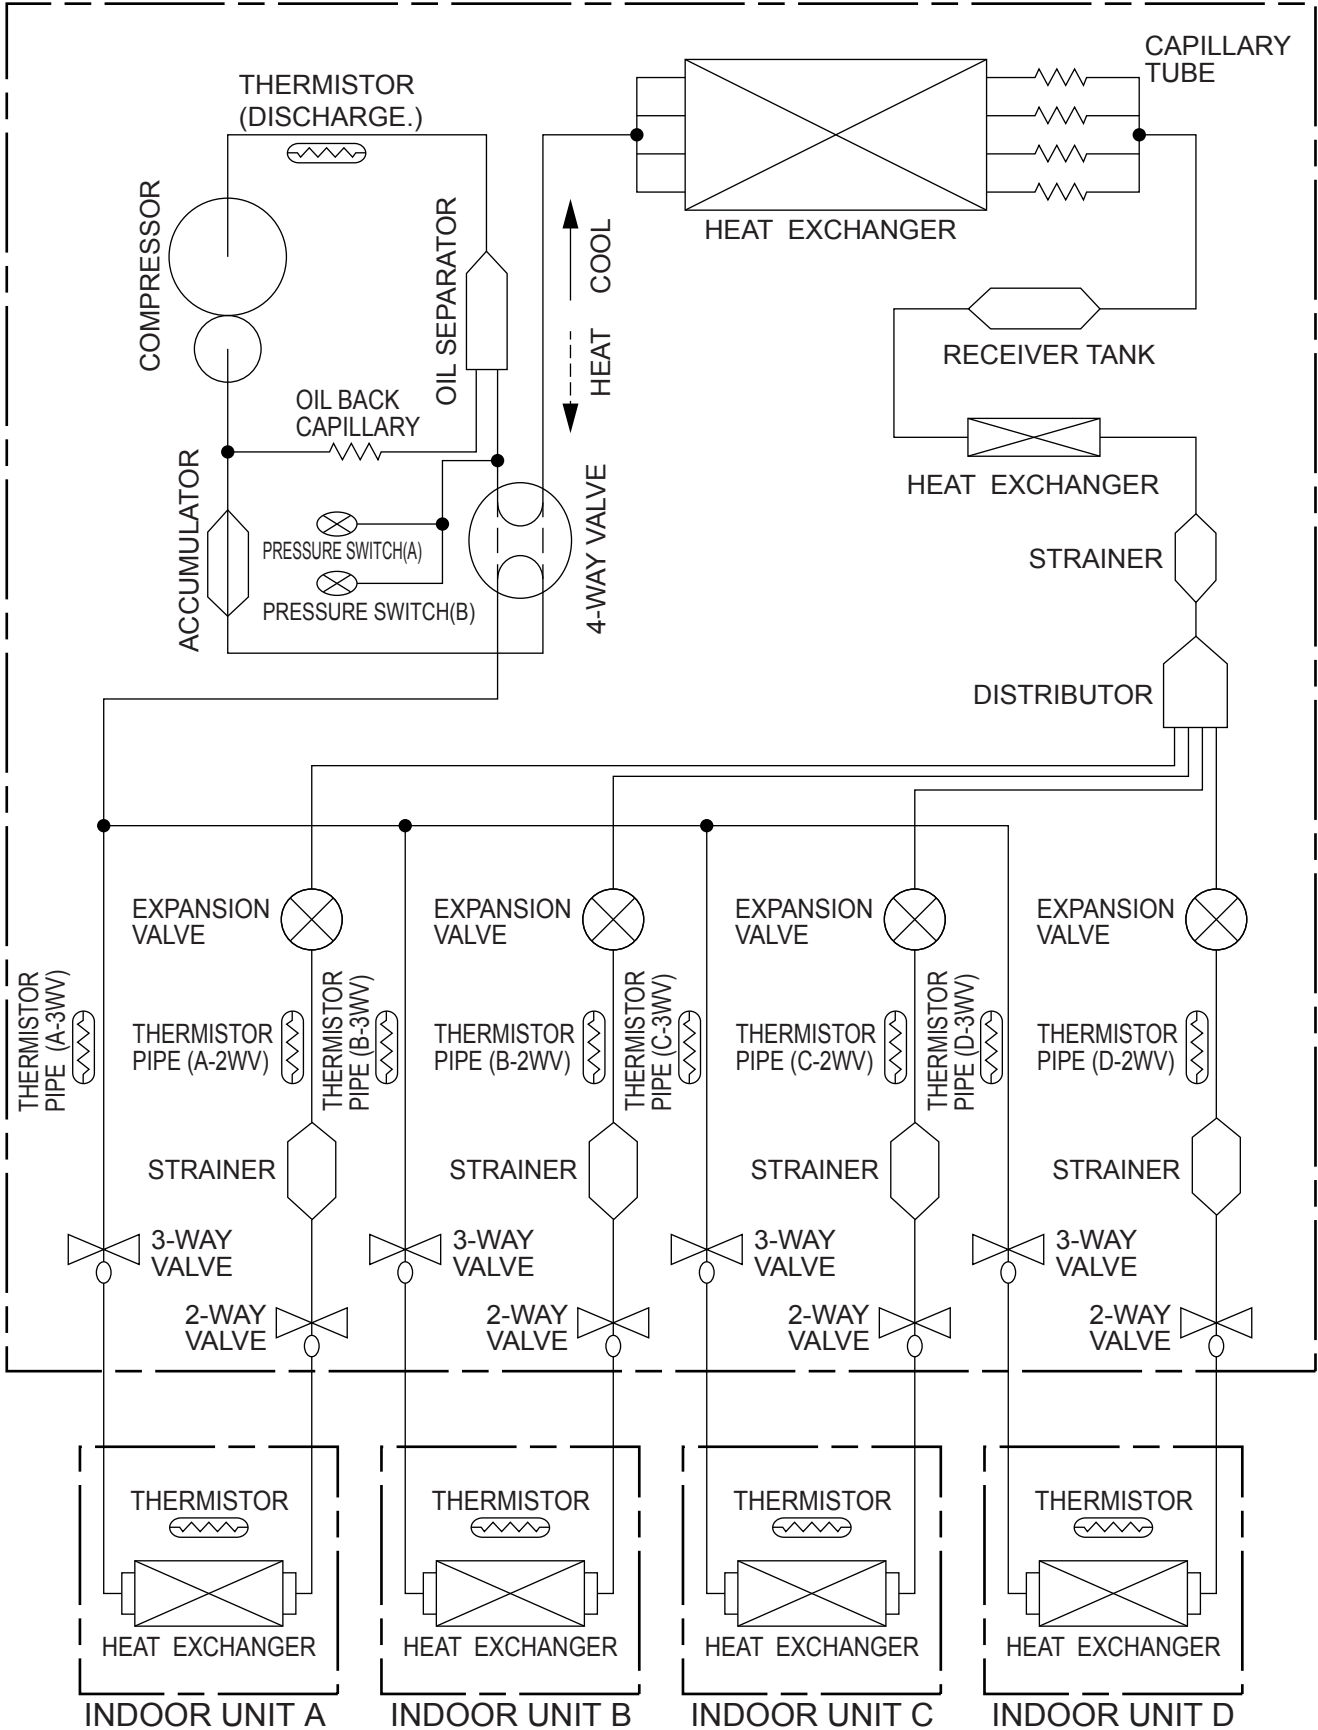 CAPILLARY
TUBE
THERMISTOR
(DISCHARGE.)
COMPRESSOR
OIL SEPARATOR
COOL
HEAT
HEAT EXCHANGER
RECEIVER TANK
OIL BACK
CAPILLARY
ACCUMULATOR
4-WAY VALVE
HEAT EXCHANGER
PRESSURE SWITCH(A)
PRESSURE SWITCH(B)
STRAINER
DISTRIBUTOR
EXPANSION
VALVE
EXPANSION
VALVE
EXPANSION
VALVE
EXPANSION
VALVE
THERMISTOR
PIPE (A-3WV)
THERMISTOR
PIPE (A-2WV)
THERMISTOR
PIPE (B-3WV)
THERMISTOR
PIPE (B-2WV)
THERMISTOR
PIPE (C-3WV)
THERMISTOR
PIPE (C-2WV)
THERMISTOR
PIPE (D-3WV)
THERMISTOR
PIPE (D-2WV)
STRAINER
STRAINER
STRAINER
STRAINER
3-WAY
VALVE
3-WAY
VALVE
3-WAY
VALVE
3-WAY
VALVE
2-WAY
VALVE
2-WAY
VALVE
2-WAY
VALVE
2-WAY
VALVE
THERMISTOR
THERMISTOR
THERMISTOR
THERMISTOR
HEAT EXCHANGER
HEAT EXCHANGER
HEAT EXCHANGER
HEAT EXCHANGER
INDOOR UNIT A
INDOOR UNIT B
INDOOR UNIT C
INDOOR UNIT D